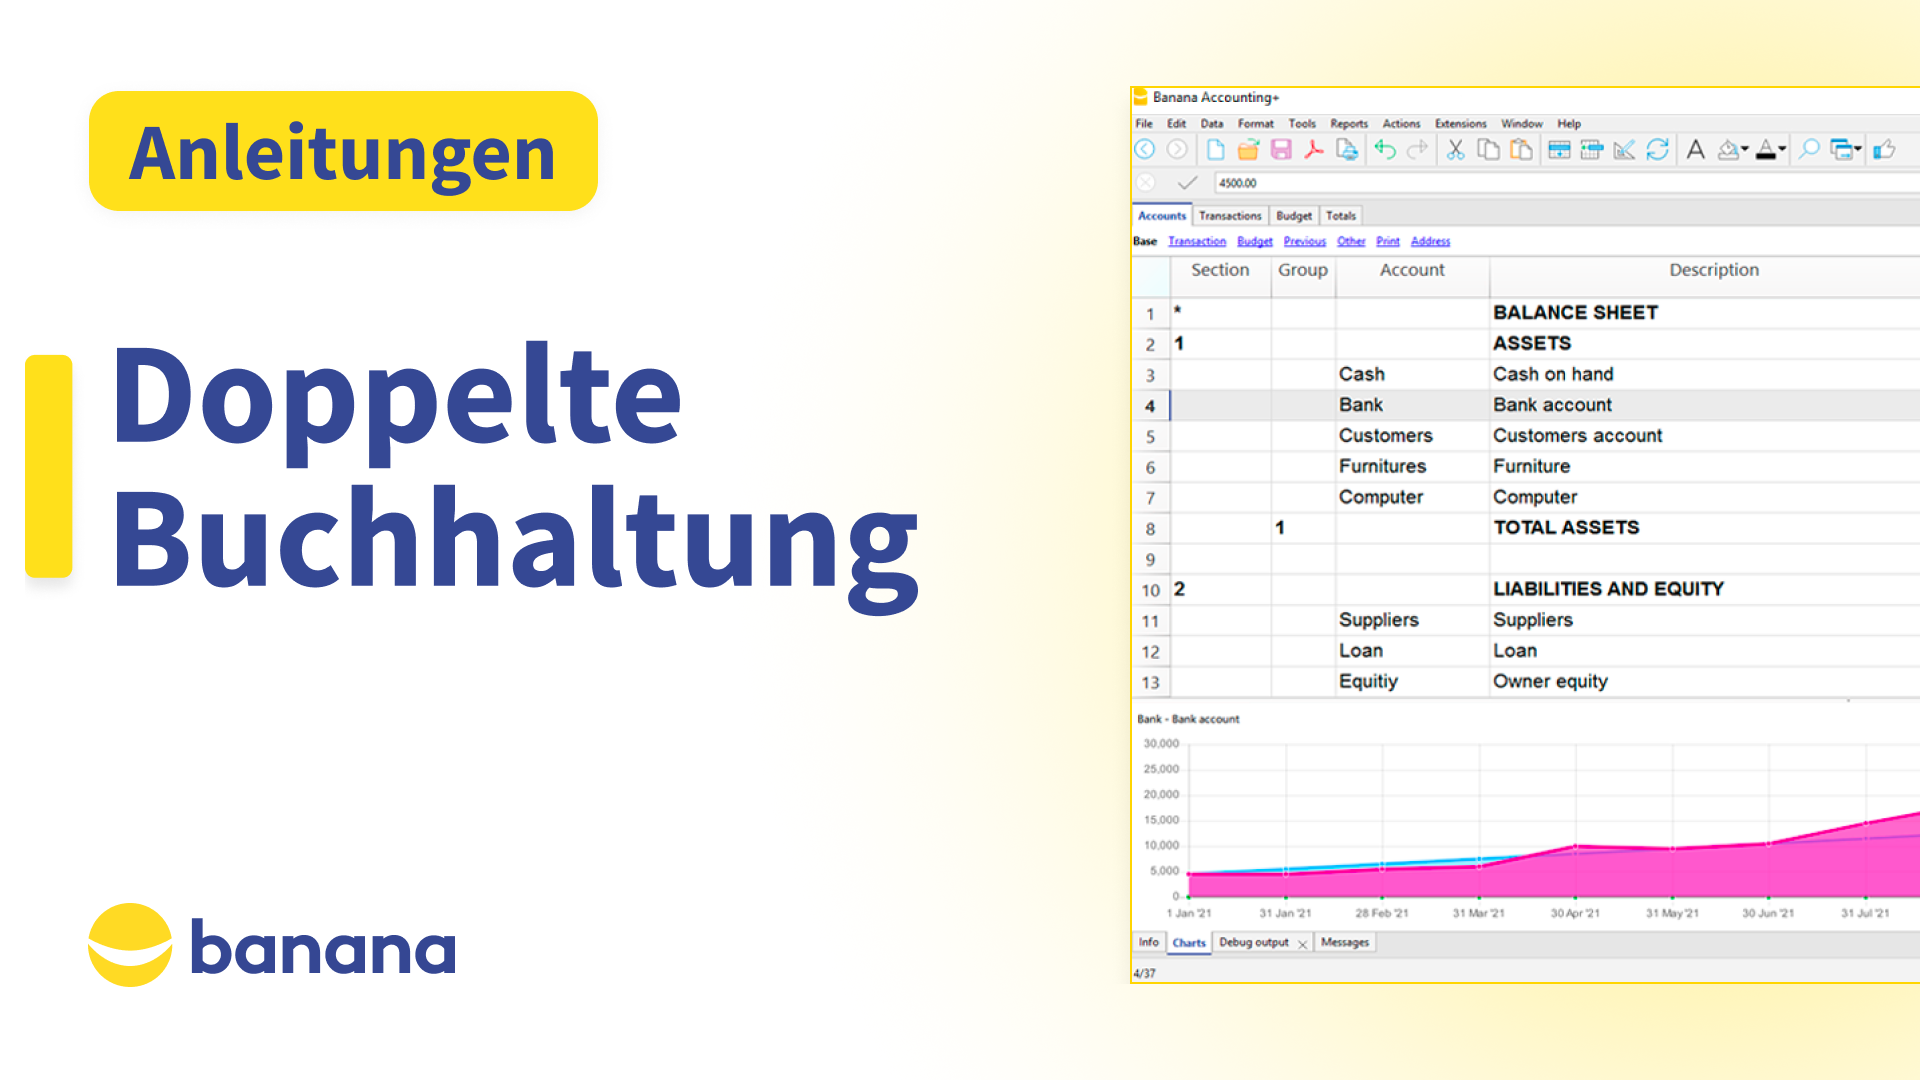 Anleitungen
Doppelte
Buchhaltung
banana
Banana Accounting+
File Edit Data Format Tools Reports Actions Extensions Window Help
4500.00
Accounts Transactions Budget Totals
Base Transaction Budget Previous Other Print Address
Section Group Account Description
1 * BALANCE SHEET
2 1 ASSETS
3 Cash Cash on hand
4 Bank Bank account
5 Customers Customers account
6 Furnitures Furniture
7 Computer Computer
8 1 TOTAL ASSETS
9
10 2 LIABILITIES AND EQUITY
11 Suppliers Suppliers
12 Loan Loan
13 Equitiy Owner equity
Bank - Bank account
30,000
25,000
20,000
15,000
10,000
5,000
0
1 Jan '21 31 Jan '21 28 Feb '21 31 Mar '21 30 Apr '21 31 May '21 30 Jun '21 31 Jul '21
Info Charts Debug output Messages
4/37